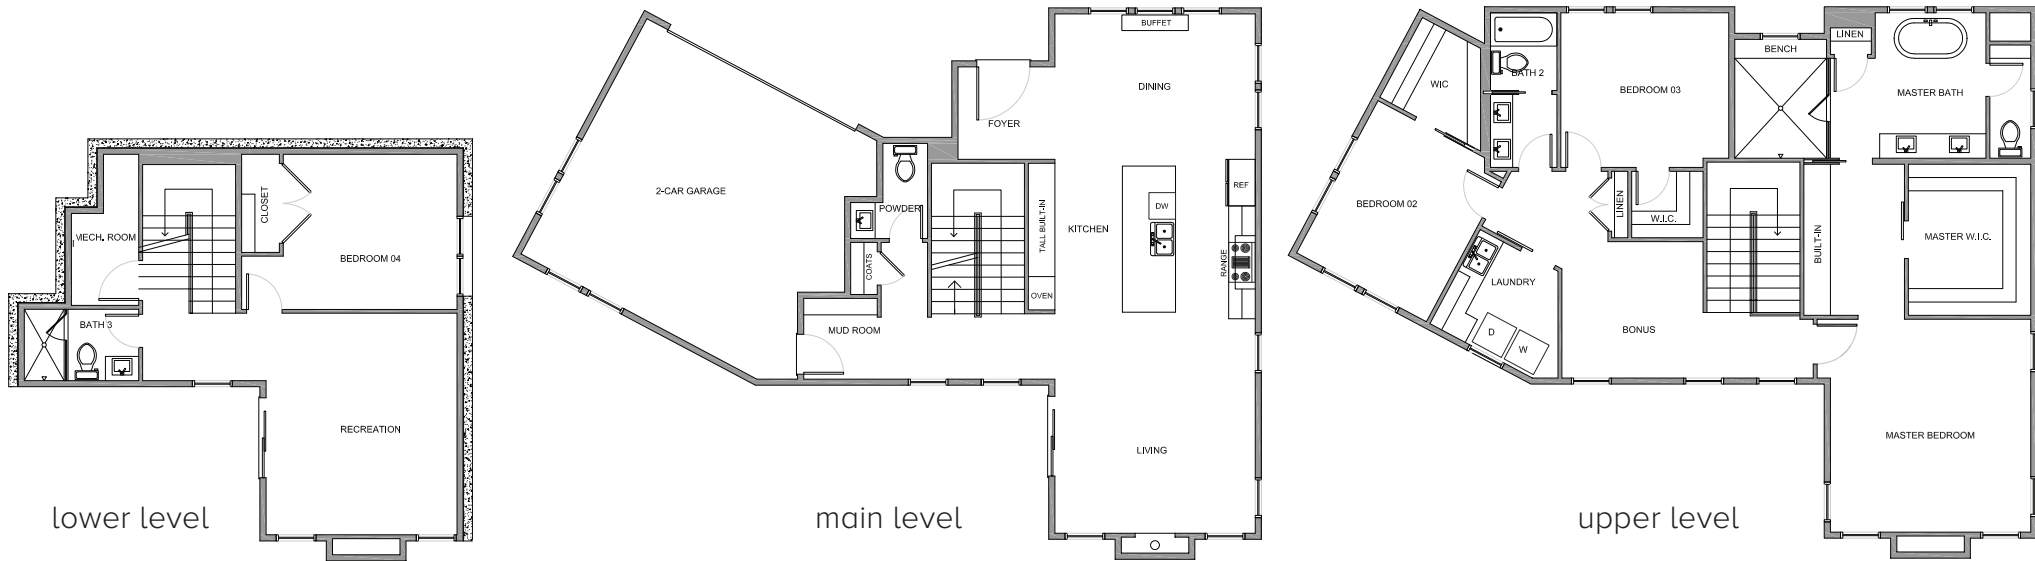 CLOSET
MECH. ROOM
BEDROOM 04
BATH 3
RECREATION
lower level
BUFFET
DINING
FOYER
2-CAR GARAGE
REF
DW
POWDER
TALL BUILT-IN
KITCHEN
COATS
RANGE
OVEN
MUD ROOM
LIVING
main level
LINEN
BENCH
BATH 2
WIC
BEDROOM 03
MASTER BATH
BEDROOM 02
LINEN
W.I.C.
BUILT-IN
MASTER W.I.C.
LAUNDRY
D
W
BONUS
MASTER BEDROOM
upper level